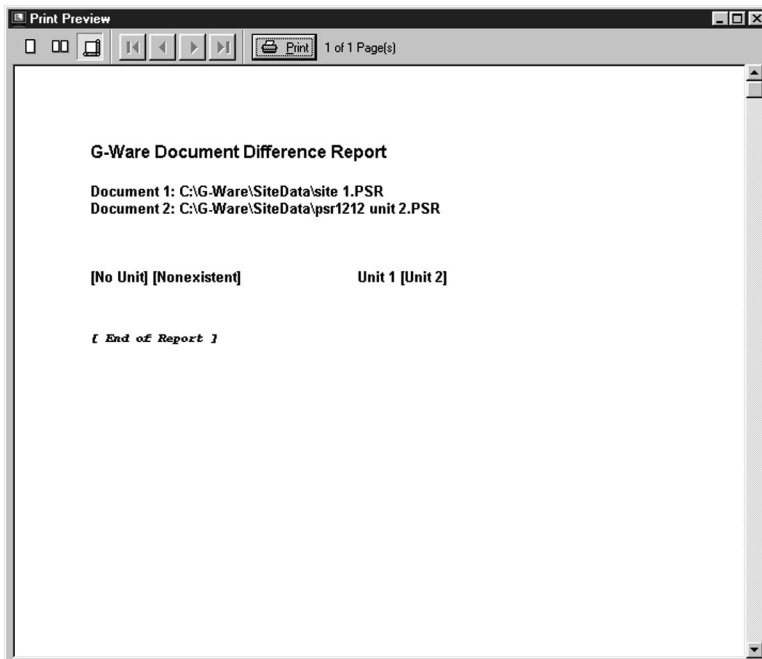 Print Preview
Print 1 of 1 Page(s)
G-Ware Document Difference Report
Document 1: C:\G-Ware\SiteData\site 1.PSR
Document 2: C:\G-Ware\SiteData\psr1212 unit 2.PSR
[No Unit] [Nonexistent] Unit 1 [Unit 2]
[ End of Report ]